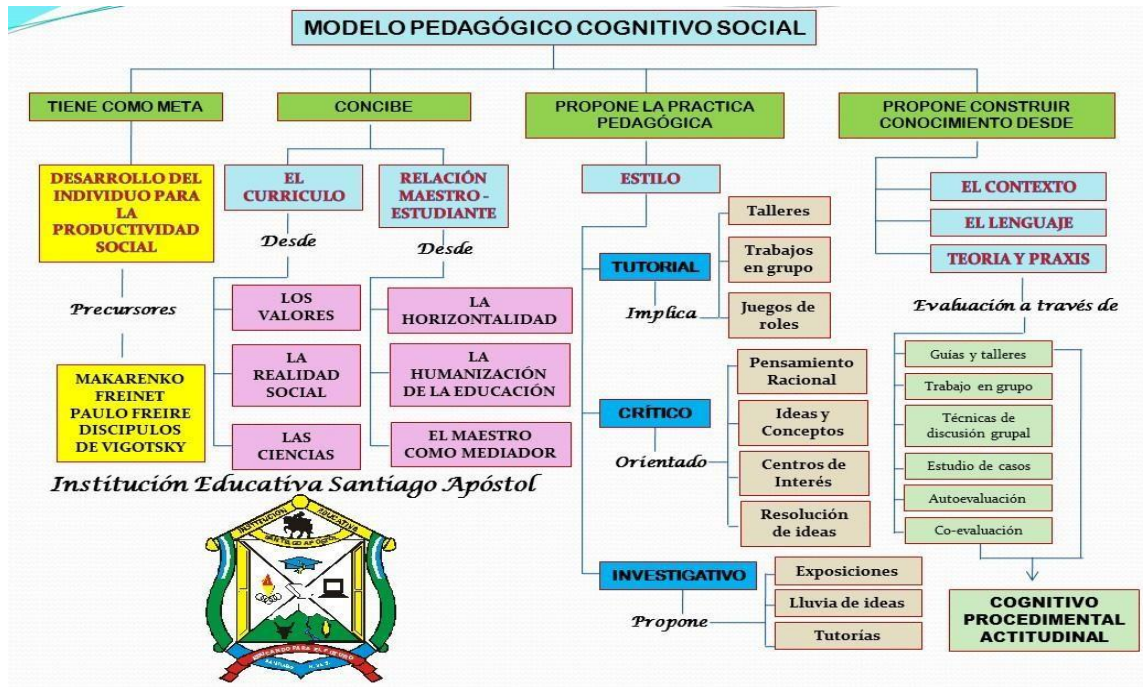 MODELO PEDAGÓGICO COGNITIVO SOCIAL
TIENE COMO META
DESARROLLO DEL
INDIVIDUO PARA
LA
PRODUCTIVIDAD
SOCIAL
Precursores
MAKARENKO
FREINET
PAULO FREIRE
DISCIPULOS
DE VIGOTSKY
CONCIBE
EL
CURRICULO
Desde
LOS
VALORES
LA
REALIDAD
SOCIAL
LAS
CIENCIAS
RELACIÓN
MAESTRO -
ESTUDIANTE
Desde
LA
HORIZONTALIDAD
LA
HUMANIZACIÓN
DE LA EDUCACIÓN
EL MAESTRO
COMO MEDIADOR
PROPONE LA PRACTICA
PEDAGÓGICA
ESTILO
TUTORIAL
Implica
Talleres
Trabajos
en grupo
Juegos de
roles
CRÍTICO
Orientado
Pensamiento
Racional
Ideas y
Conceptos
Centros de
Interés
Resolución
de ideas
INVESTIGATIVO
Propone
Exposiciones
Lluvia de ideas
Tutorías
PROPONE CONSTRUIR
CONOCIMIENTO DESDE
EL CONTEXTO
EL LENGUAJE
TEORIA Y PRAXIS
Evaluación a través de
Guías y talleres
Trabajo en grupo
Técnicas de
discusión grupal
Estudio de casos
Autoevaluación
Co-evaluación
COGNITIVO
PROCEDIMENTAL
ACTITUDINAL
Institución Educativa Santiago Apóstol
INSTITUCIÓN EDUCATIVA
SANTIAGO APOSTOL